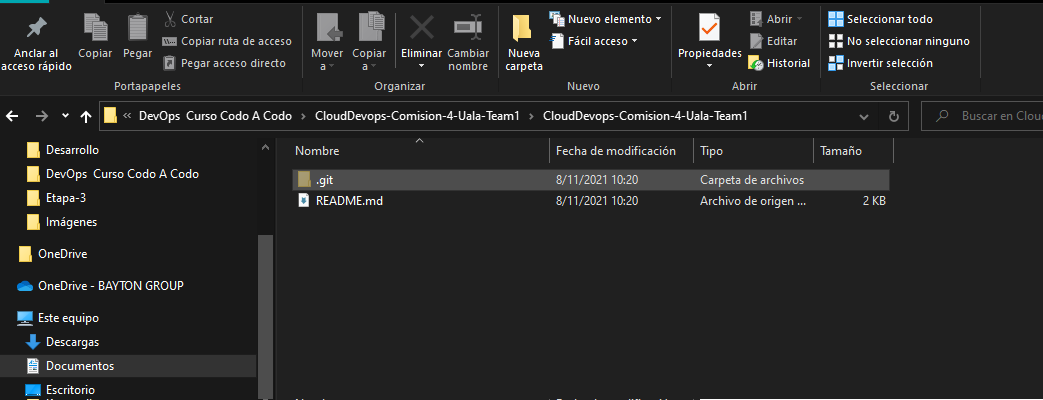 Anclar al acceso rápido
Copiar
Pegar
Cortar
Copiar ruta de acceso
Pegar acceso directo
Portapapeles
Mover a
Copiar a
Eliminar
Cambiar nombre
Organizar
Nueva carpeta
Nuevo elemento
Fácil acceso
Nuevo
Propiedades
Abrir
Editar
Historial
Abrir
Seleccionar todo
No seleccionar ninguno
Invertir selección
Seleccionar
« DevOps Curso Codo A Codo > CloudDevops-Comision-4-Uala-Team1 > CloudDevops-Comision-4-Uala-Team1
Buscar en Cloud
Desarrollo
DevOps Curso Codo A Codo
Etapa-3
Imágenes
OneDrive
OneDrive - BAYTON GROUP
Este equipo
Descargas
Documentos
Escritorio
Nombre Fecha de modificación Tipo Tamaño
.git 8/11/2021 10:20 Carpeta de archivos
README.md 8/11/2021 10:20 Archivo de origen ... 2 KB